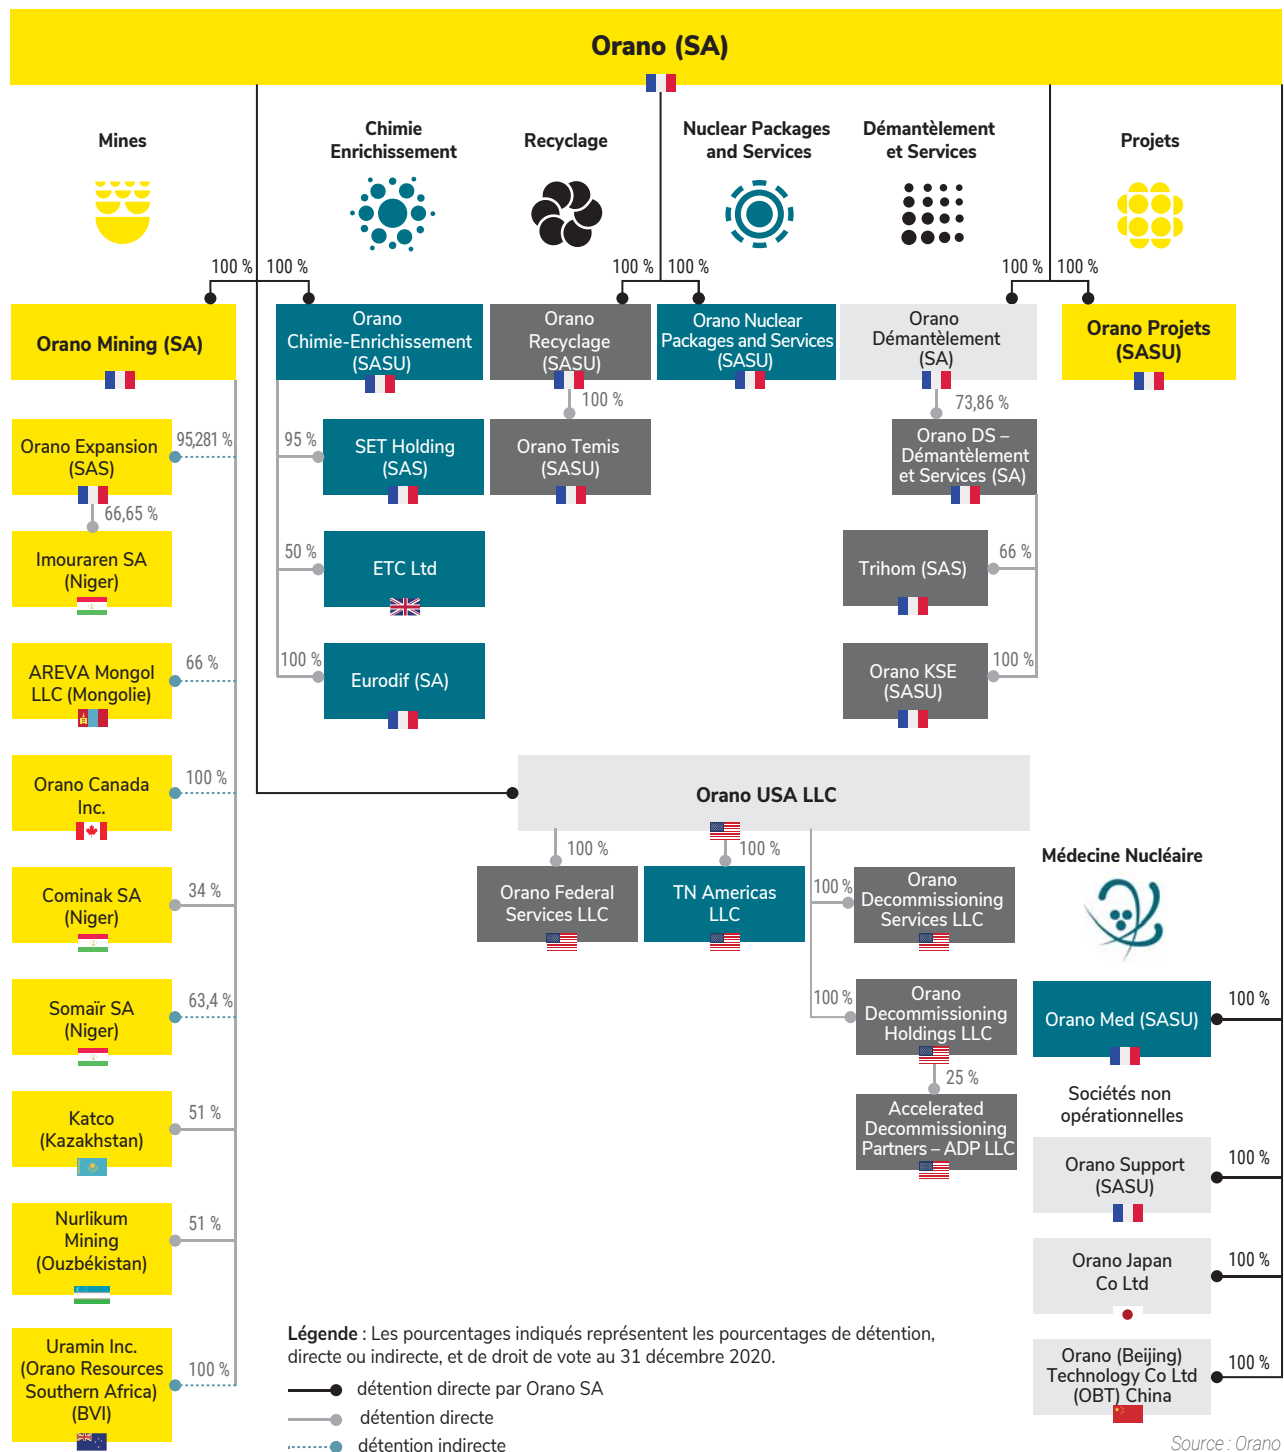 Orano (SA)
Mines
Chimie
Enrichissement
Recyclage
Nuclear Packages
and Services
Démantèlement
et Services
Projets
100 %
100 %
100 %
100 %
100 %
100 %
Orano Mining (SA)
Orano
Chimie-Enrichissement
(SASU)
Orano
Recyclage
(SASU)
Orano Nuclear
Packages and Services
(SASU)
Orano
Démantèlement
(SA)
Orano Projets
(SASU)
Orano Expansion
(SAS)
95,281 %
66,65 %
Imouraren SA
(Niger)
AREVA Mongol
LLC (Mongolie)
66 %
Orano Canada
Inc.
100 %
Cominak SA
(Niger)
34 %
Somaïr SA
(Niger)
63,4 %
Katco
(Kazakhstan)
51 %
Nurlikum
Mining
(Ouzbékistan)
51 %
Uramin Inc.
(Orano Resources
Southern Africa)
(BVI)
100 %
95 %
SET Holding
(SAS)
50 %
ETC Ltd
100 %
Eurodif (SA)
100 %
Orano Temis
(SASU)
73,86 %
Orano DS –
Démantèlement
et Services (SA)
Trihom (SAS)
66 %
Orano KSE
(SASU)
100 %
Orano USA LLC
100 %
Orano Federal
Services LLC
100 %
TN Americas
LLC
100 %
Orano
Decommissioning
Services LLC
100 %
Orano
Decommissioning
Holdings LLC
25 %
Accelerated
Decommissioning
Partners – ADP LLC
Médecine Nucléaire
Orano Med (SASU)
100 %
Sociétés non
opérationnelles
Orano Support
(SASU)
100 %
Orano Japan
Co Ltd
100 %
Orano (Beijing)
Technology Co Ltd
(OBT) China
100 %
Légende : Les pourcentages indiqués représentent les pourcentages de détention,
directe ou indirecte, et de droit de vote au 31 décembre 2020.
détention directe par Orano SA
détention directe
détention indirecte
Source : Orano